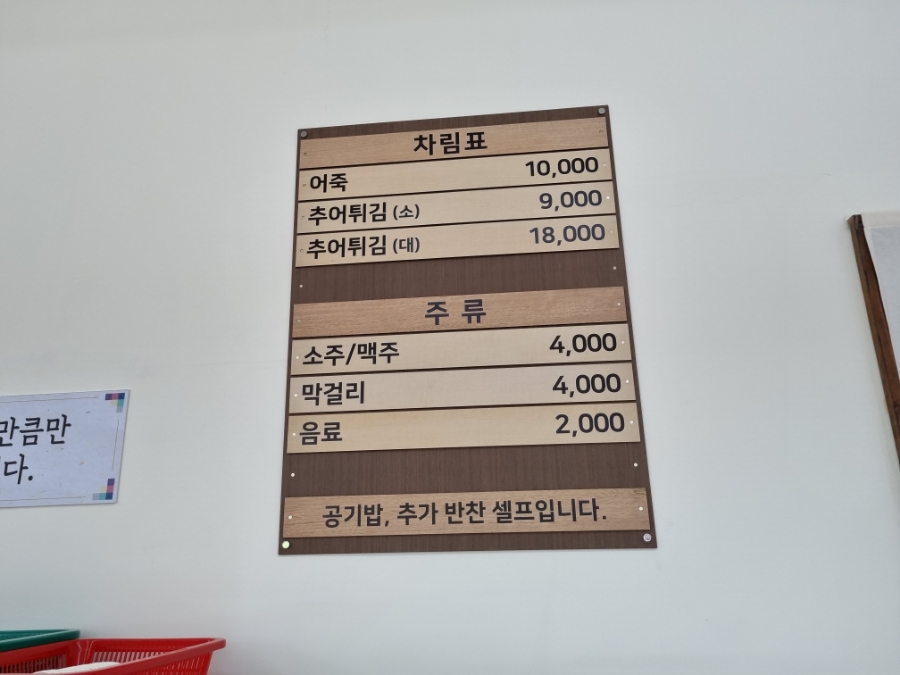 차림표
어죽 10,000
추어튀김 (소) 9,000
추어튀김 (대) 18,000
주 류
소주/맥주 4,000
막걸리 4,000
음료 2,000
공기밥, 추가 반찬 셀프입니다.
만큼만
다.